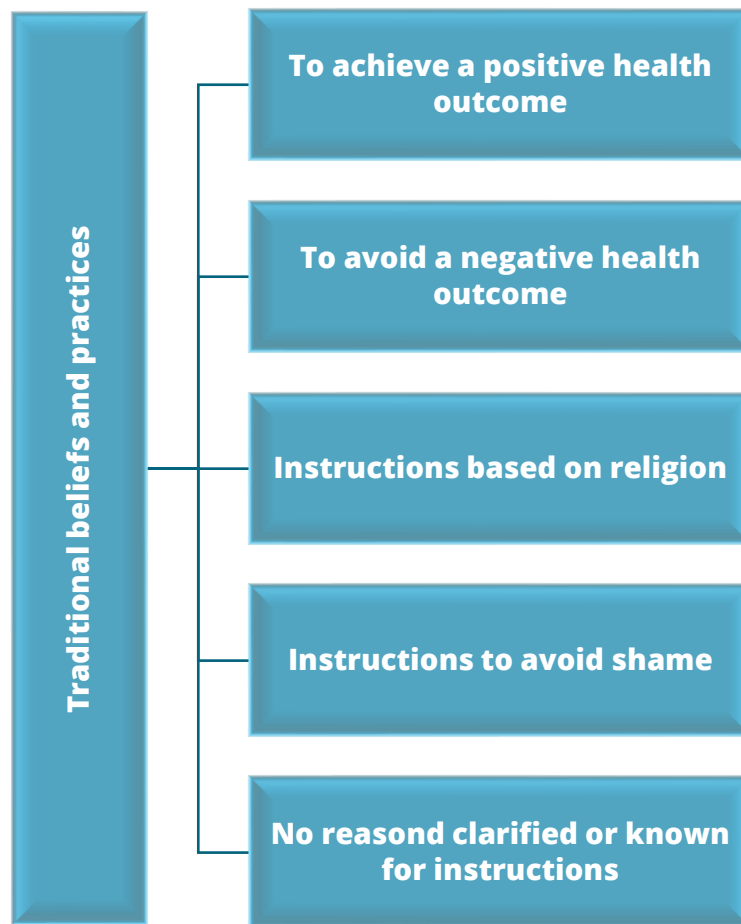 Traditional beliefs and practices
To achieve a positive health
outcome
To avoid a negative health
outcome
Instructions based on religion
Instructions to avoid shame
No reasond clarified or known
for instructions